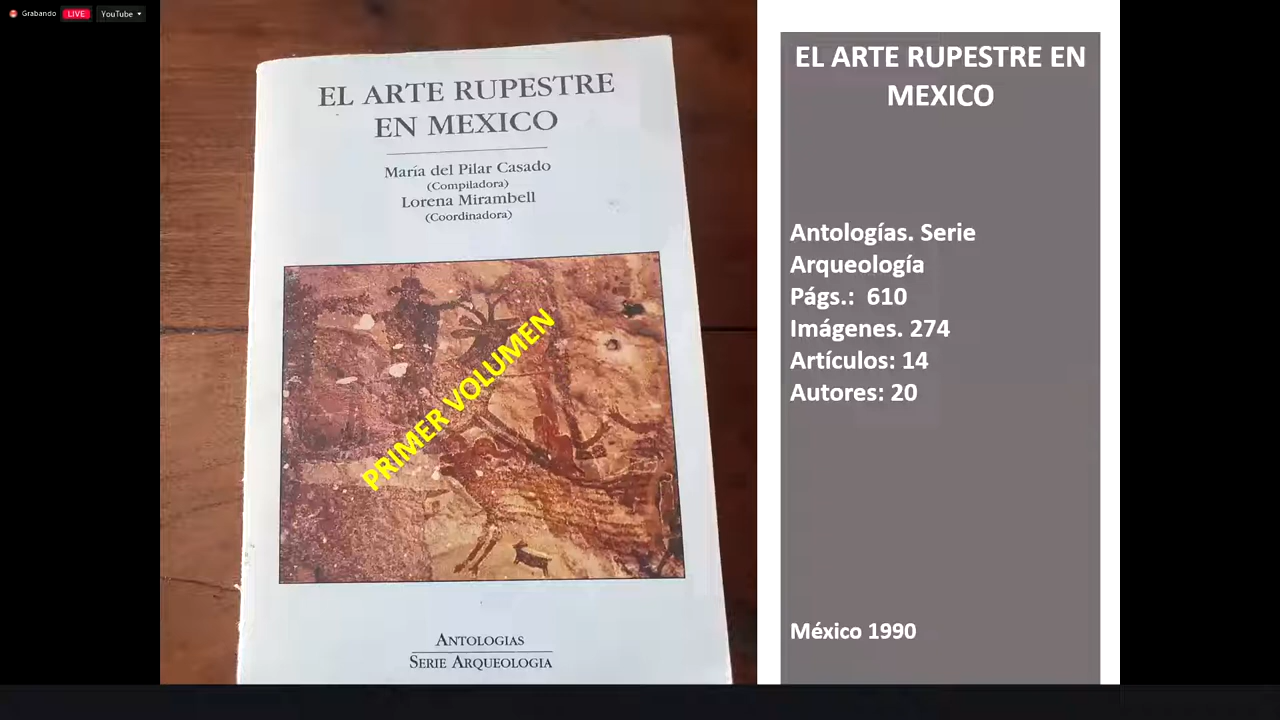 Grabando
LIVE
YouTube
EL ARTE RUPESTRE
EN MEXICO
María del Pilar Casado
(Compiladora)
Lorena Mirambell
(Coordinadora)
PRIMER VOLUMEN
ANTOLOGIAS
SERIE ARQUEOLOGIA
EL ARTE RUPESTRE EN
MEXICO
Antologías. Serie
Arqueología
Págs.: 610
Imágenes. 274
Artículos: 14
Autores: 20
México 1990